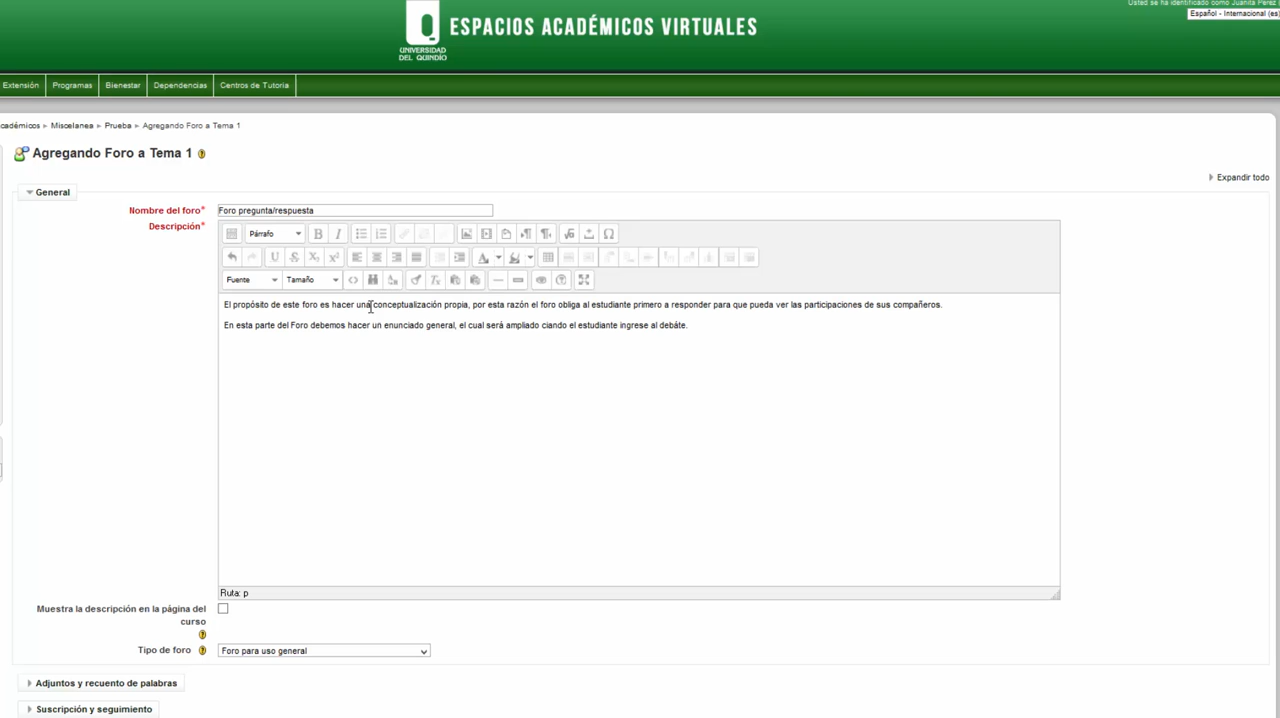 Usted se ha identificado como Juanita Perez
Español - Internacional (es)
UNIVERSIDAD
DEL QUINDÍO
ESPACIOS ACADÉMICOS VIRTUALES
Extensión Programas Bienestar Dependencias Centros de Tutoria
cadémicos ► Miscelanea ► Prueba ► Agregando Foro a Tema 1
Agregando Foro a Tema 1
Expandir todo
General
Nombre del foro* Foro pregunta/respuesta
Descripción*
Párrafo
Fuente Tamaño
El propósito de este foro es hacer una conceptualización propia, por esta razón el foro obliga al estudiante primero a responder para que pueda ver las participaciones de sus compañeros.
En esta parte del Foro debemos hacer un enunciado general, el cual será ampliado ciando el estudiante ingrese al debáte.
Ruta: p
Muestra la descripción en la página del
curso
Tipo de foro Foro para uso general
Adjuntos y recuento de palabras
Suscripción y seguimiento